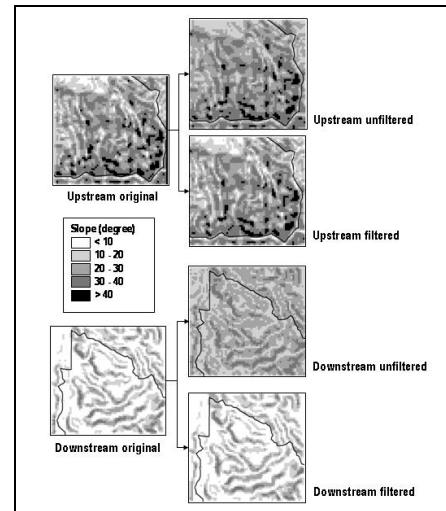 Upstream unfiltered
Upstream original
Upstream filtered
Slope (degree)
< 10
10 - 20
20 - 30
30 - 40
> 40
Downstream unfiltered
Downstream original
Downstream filtered